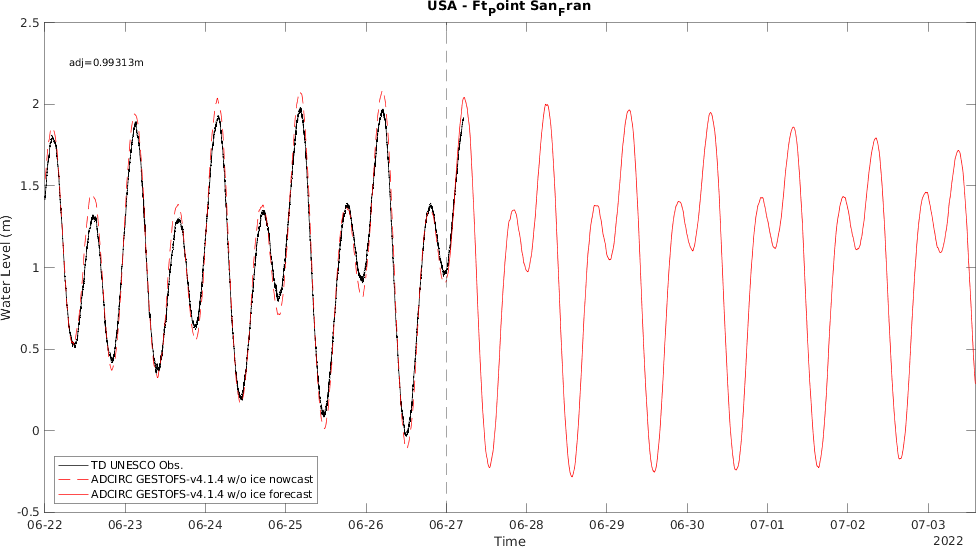 USA - FtPoint SanFran
2.5
adj=0.99313m
2
1.5
1
0.5
0
-0.5
Water Level (m)
TD UNESCO Obs.
ADCIRC GESTOFS-v4.1.4 w/o ice nowcast
ADCIRC GESTOFS-v4.1.4 w/o ice forecast
06-22 06-23 06-24 06-25 06-26 06-27 06-28 06-29 06-30 07-01 07-02 07-03
Time
2022